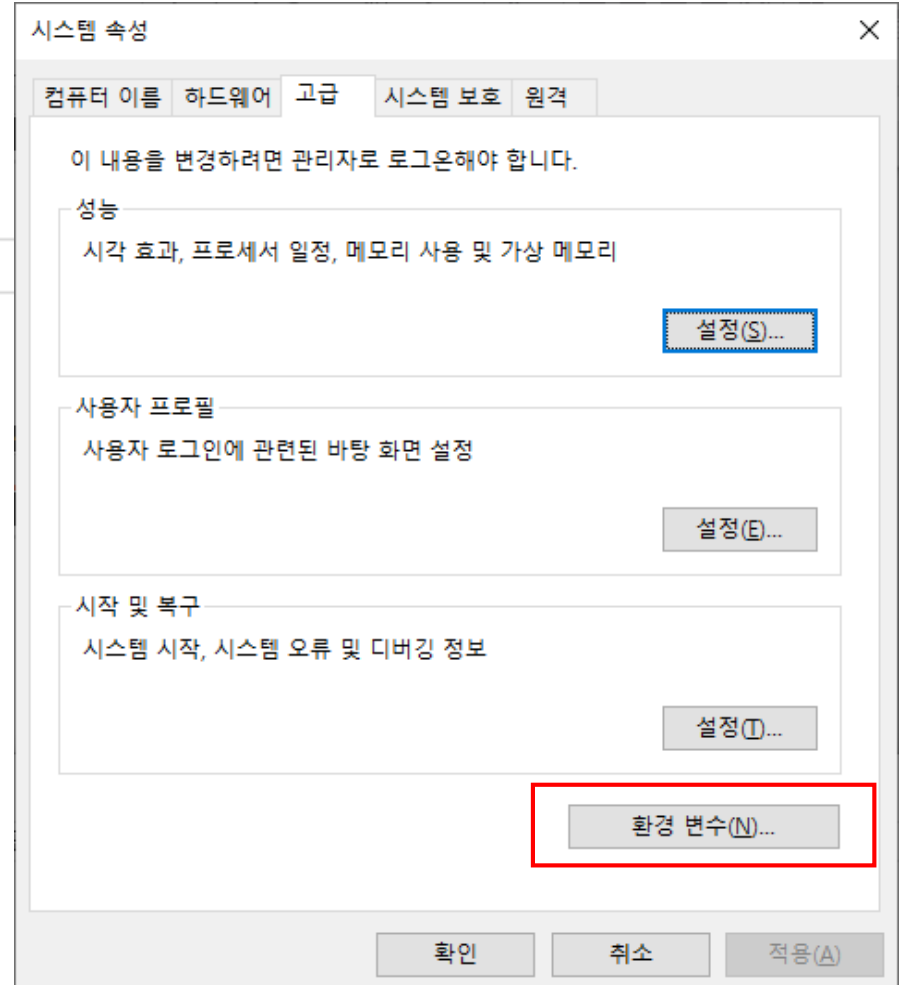 시스템 속성
컴퓨터 이름 하드웨어 고급 시스템 보호 원격
이 내용을 변경하려면 관리자로 로그온해야 합니다.
성능
시각 효과, 프로세서 일정, 메모리 사용 및 가상 메모리
설정(S)...
사용자 프로필
사용자 로그인에 관련된 바탕 화면 설정
설정(E)...
시작 및 복구
시스템 시작, 시스템 오류 및 디버깅 정보
설정(T)...
환경 변수(N)...
확인 취소 적용(A)